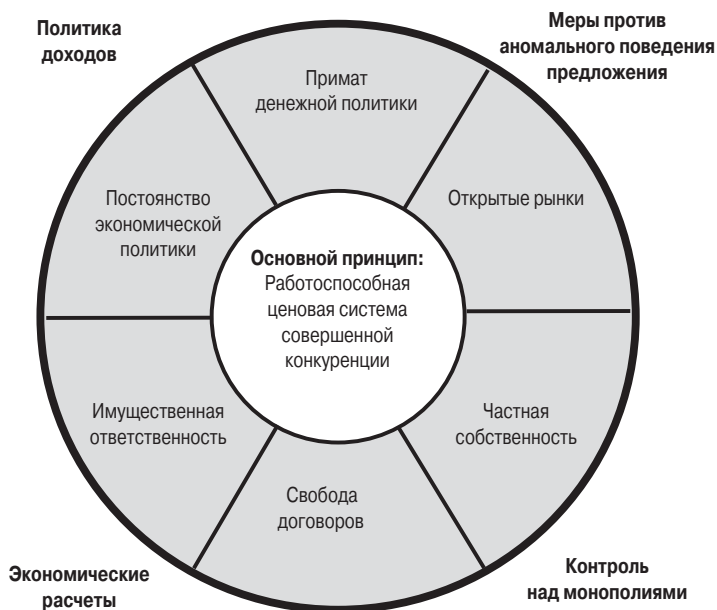 Политика
доходов
Меры против
аномального поведения
предложения
Примат
денежной политики
Постоянство
экономической
политики
Открытые рынки
Основной принцип:
Работоспособная
ценовая система
совершенной
конкуренции
Имущественная
ответственность
Частная
собственность
Свобода
договоров
Экономические
расчеты
Контроль
над монополиями